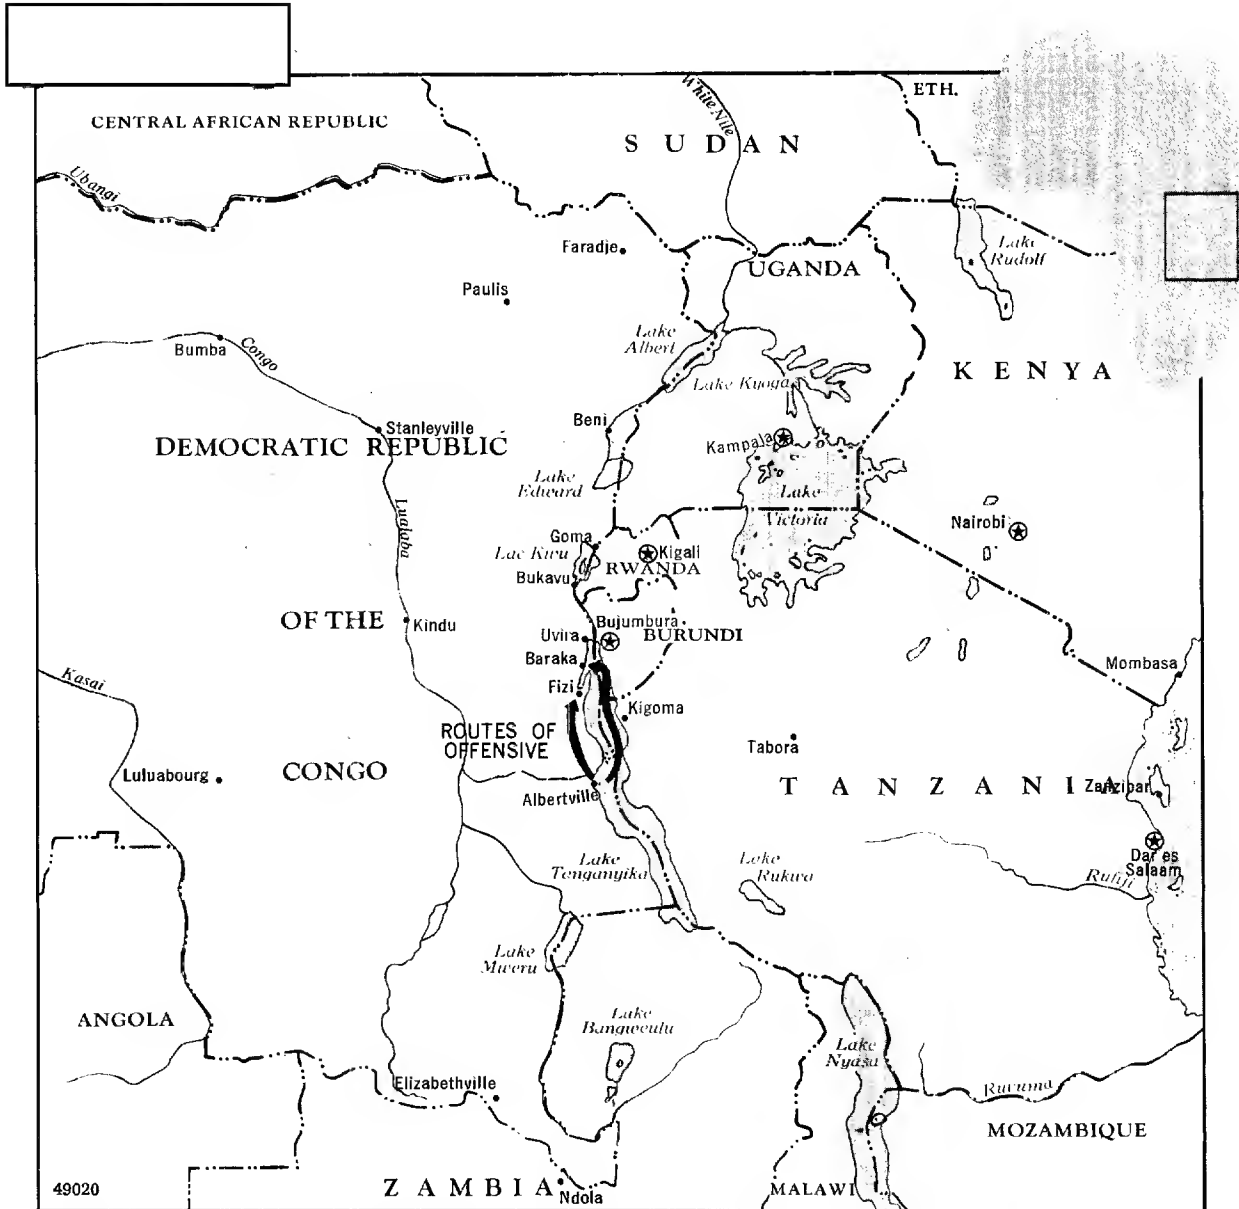 White Nile
ETH.
CENTRAL AFRICAN REPUBLIC
SUDAN
Ubangi
Faradje
Lake
Rudolf
UGANDA
Paulis
Lake
Albert
Bumba
Congo
KENYA
Lake Kyoga
Beni
Stanleyville
Kampala
DEMOCRATIC REPUBLIC
Lake
Edward
Lake
Victoria
Lualaba
Nairobi
Goma
Lac Kivu
Kigali
RWANDA
Bukavu
OF THE
Kindu
Bujumbura
Uvira
BURUNDI
Baraka
Mombasa
Kasai
Fizi
Kigoma
ROUTES OF
OFFENSIVE
Tabora
Luluabourg
CONGO
TANZANIA
Zanzibar
Albertville
Lake
Tenganyika
Lake
Rukwa
Dar es
Salaam
Rufiji
Lake
Mweru
ANGOLA
Lake
Bangweulu
Lake
Nyasa
Elizabethville
Ruvuma
MOZAMBIQUE
49020
ZAMBIA
Ndola
MALAWI